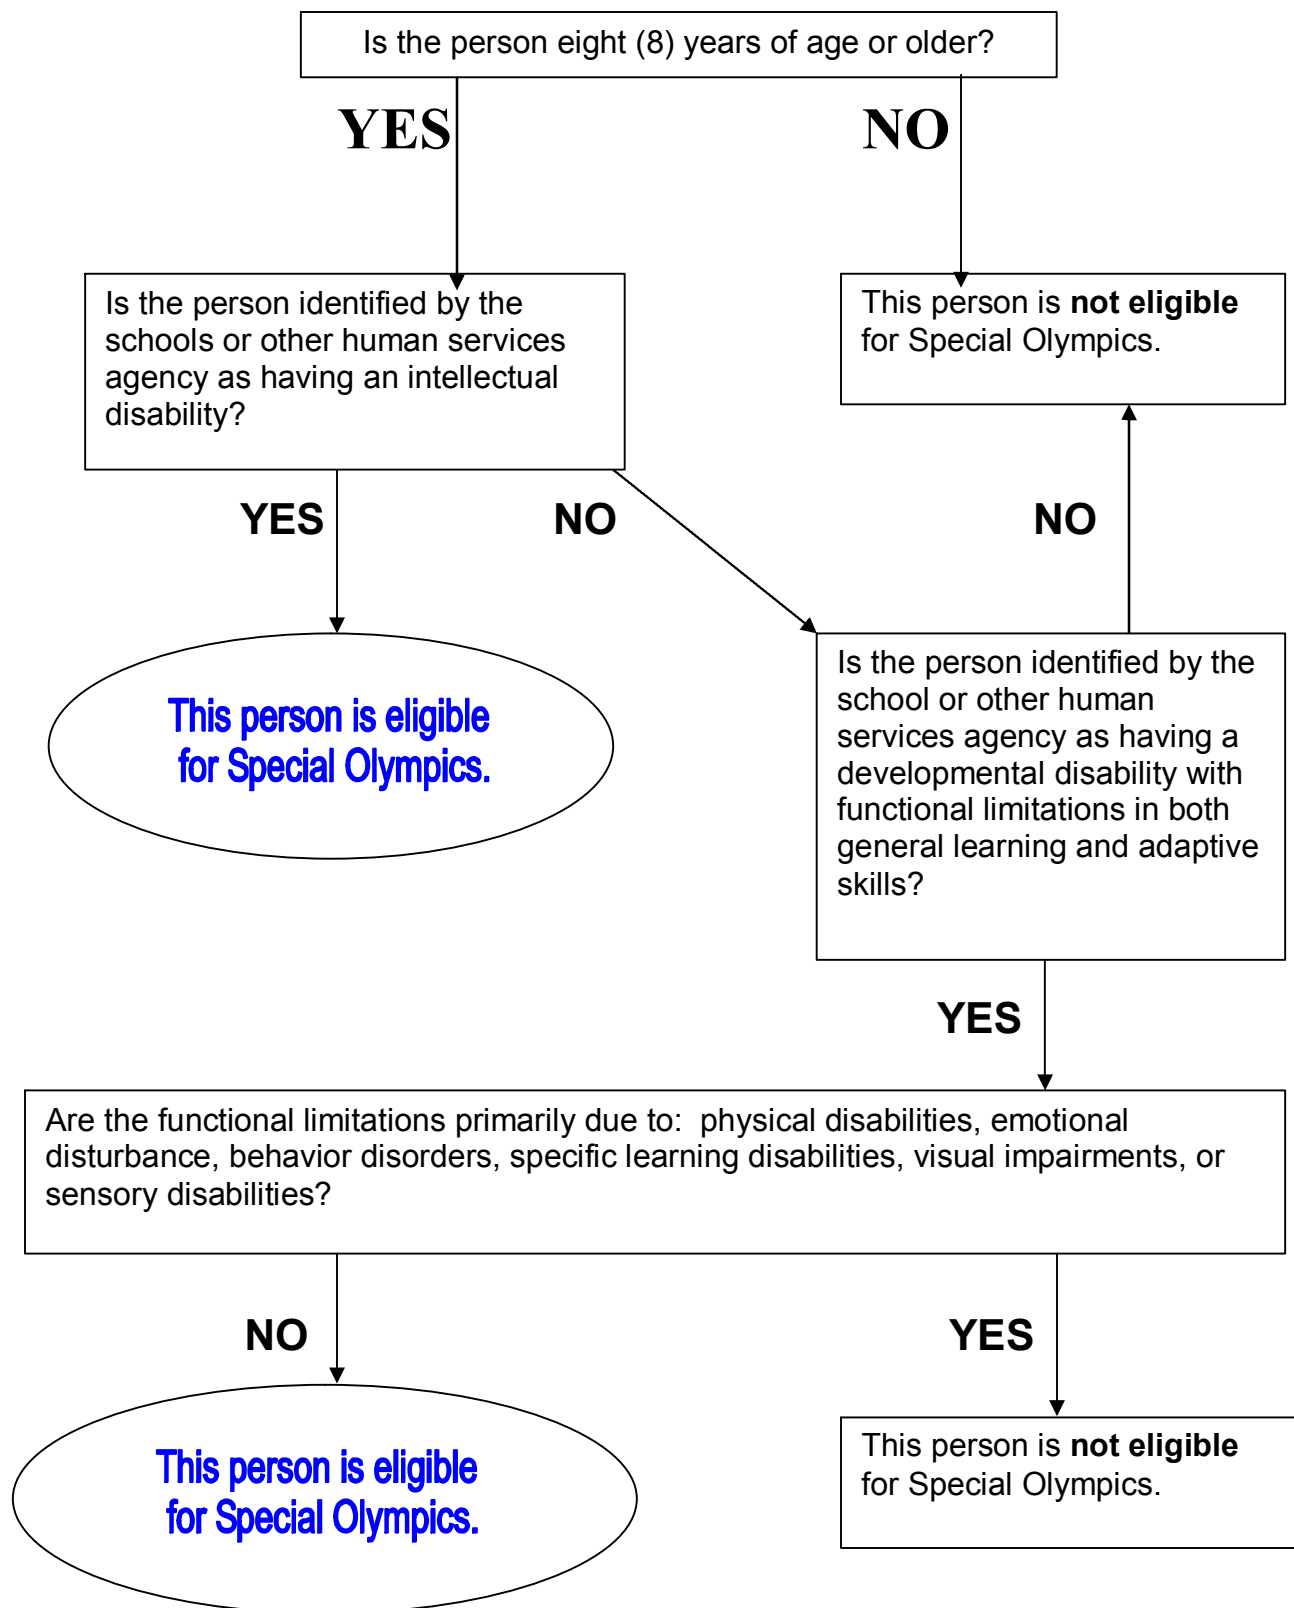 Is the person eight (8) years of age or older?
YES
NO
Is the person identified by the
schools or other human services
agency as having an intellectual
disability?
This person is not eligible
for Special Olympics.
YES
NO
NO
This person is eligible
for Special Olympics.
Is the person identified by the
school or other human
services agency as having a
developmental disability with
functional limitations in both
general learning and adaptive
skills?
YES
Are the functional limitations primarily due to:  physical disabilities, emotional
disturbance, behavior disorders, specific learning disabilities, visual impairments, or
sensory disabilities?
NO
YES
This person is eligible
for Special Olympics.
This person is not eligible
for Special Olympics.